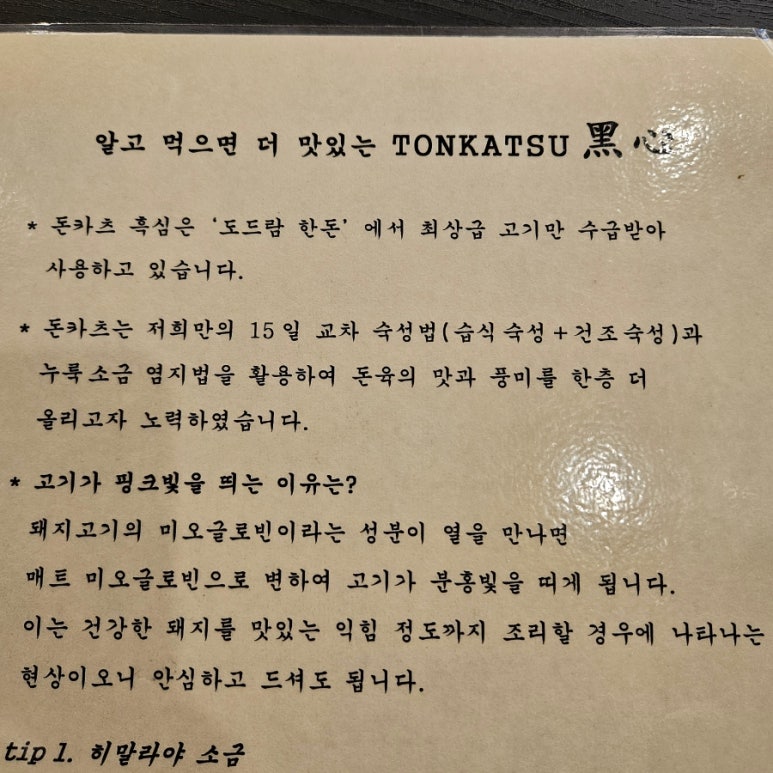 알고 먹으면 더 맛있는 TONKATSU 黑心
* 돈카츠 흑심은 '도드람 한돈' 에서 최상급 고기만 수급받아
사용하고 있습니다.
* 돈카츠는 저희만의 15일 교차 숙성법(습식숙성+건조숙성)과
누룩소금 염지법을 활용하여 돈육의 맛과 풍미를 한층 더
올리고자 노력하였습니다.
* 고기가 핑크빛을 띄는 이유는?
돼지고기의 미오글로빈이라는 성분이 열을 만나면
매트 미오글로빈으로 변하여 고기가 분홍빛을 띠게 됩니다.
이는 건강한 돼지를 맛있는 익힘 정도까지 조리할 경우에 나타나는
현상이오니 안심하고 드셔도 됩니다.
tip 1. 히말라야 소금